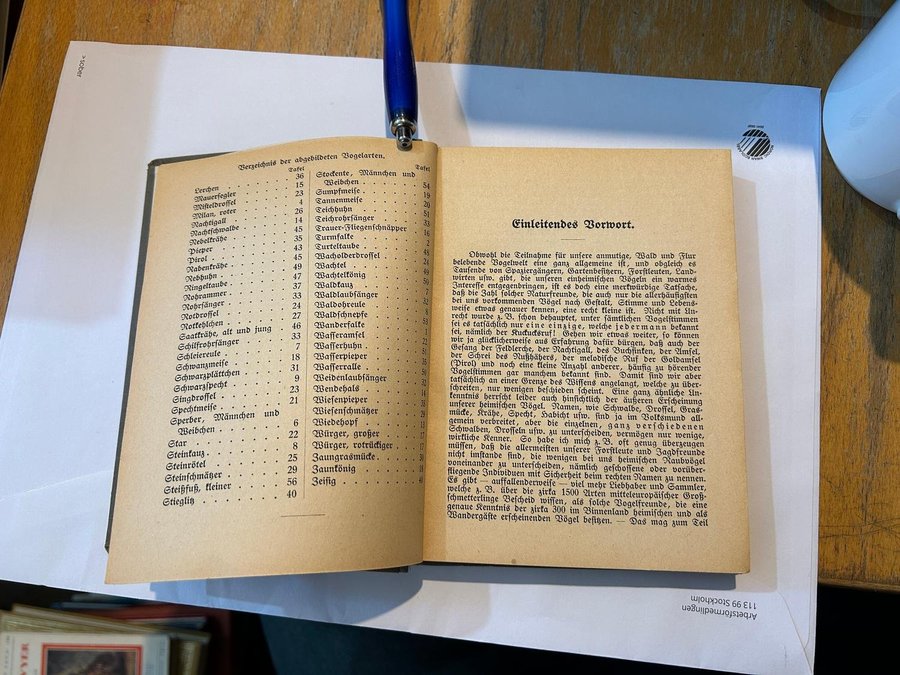 Verzeichnis der abgebildeten Vogelarten.
Tafel
Lerchen 36
Mauersegler 15
Misteldrossel 23
Milan, roter 4
Nachtigall 26
Nachtschwalbe 14
Nebelkrähe 45
Pieper 35
Pirol 43
Rabenkrähe 45
Rebhuhn 49
Ringeltaube 47
Rohrammer 37
Rohrsänger 33
Rotdrossel 24
Rotkehlchen 27
Saatkrähe, alt und jung 46
Schilfrohrsänger 33
Schleiereule 7
Schwanzmeise 18
Schwarzplättchen 31
Schwarzspecht 9
Singdrossel 23
Spechtmeise 21
Sperber, Männchen und
Weibchen 6
Star 22
Steinkauz 8
Steinrötel 25
Steinschmätzer 29
Steißfuß, kleiner 56
Stieglitz 40
Tafel
Stockente, Männchen und
Weibchen 54
Sumpfmeise 19
Tannenmeise 20
Teichhuhn 51
Teichrohrsänger 33
Trauer-Fliegenschnäpper 16
Turmfalke 2
Turteltaube 48
Wacholderdrossel
Wachtel
Wachtelkönig
Waldkauz
Waldlaubsänger
Waldohreule
Waldschnepfe
Wanderfalke
Wasseramsel
Wasserhuhn
Wasserpieper
Wasserralle
Weidenlaubsänger
Wendehals
Wiesenpieper
Wiesenschmätzer
Wiedehopf
Würger, großer
Würger, rotrückiger
Zaungrasmücke
Zaunkönig
Zeisig
Einleitendes Vorwort.
Obwohl die Teilnahme für unsere anmutige, Wald und Flur
belebende Vogelwelt eine ganz allgemeine ist, und obgleich es
Tausende von Spaziergängern, Gartenbesitzern, Forstleuten, Land-
wirten usw. gibt, die unseren einheimischen Vögeln ein warmes
Interesse entgegenbringen, ist es doch eine merkwürdige Tatsache,
daß die Zahl solcher Naturfreunde, die auch nur die allerhäufigsten
bei uns vorkommenden Vögel nach Gestalt, Stimme und Lebens-
weise etwas genauer kennen, eine recht kleine ist. Nicht mit Un-
recht wurde z. B. schon behauptet, unter sämtlichen Vogelstimmen
sei es tatsächlich nur eine einzige, welche jedermann bekannt
sei, nämlich der Kuckucksruf! Gehen wir etwas weiter, so können
wir ja glücklicherweise aus Erfahrung dafür bürgen, daß auch der
Gesang der Feldlerche, der Nachtigall, des Buchfinken, der Amsel,
der Schrei des Nußhähers, der melodische Ruf der Goldamsel
(Pirol) und noch eine kleine Anzahl anderer, häufig zu hörender
Vogelstimmen gar manchem bekannt sind. Damit sind wir aber
tatsächlich an einer Grenze des Wissens angelangt, welche zu über-
schreiten, nur wenigen beschieden scheint. Eine ganz ähnliche Un-
kenntnis herrscht leider auch hinsichtlich der äußeren Erscheinung
unserer heimischen Vögel. Namen, wie Schwalbe, Drossel, Gras-
mücke, Krähe, Specht, Habicht usw. sind ja im Volksmund all-
gemein verbreitet, aber die einzelnen, ganz verschiedenen
Schwalben, Drosseln usw. zu unterscheiden, vermögen nur wenige,
wirkliche Kenner. So habe ich mich z. B. oft genug überzeugen
müssen, daß die allermeisten unserer Forstleute und Jagdfreunde
nicht imstande sind, die wenigen bei uns heimischen Raubvögel
voneinander zu unterscheiden, nämlich geschossene oder vorüber-
fliegende Individuen mit Sicherheit beim rechten Namen zu nennen.
Es gibt — auffallenderweise — viel mehr Liebhaber und Sammler,
welche z. B. über die zirka 1500 Arten mitteleuropäischer Groß-
schmetterlinge Bescheid wissen, als solche Vogelfreunde, die eine
genaue Kenntnis der zirka 300 im Binnenland heimischen und als
Wandergäste erscheinenden Vögel besitzen. — Das mag zum Teil
Arbetsförmedlingen
113 99 Stockholm